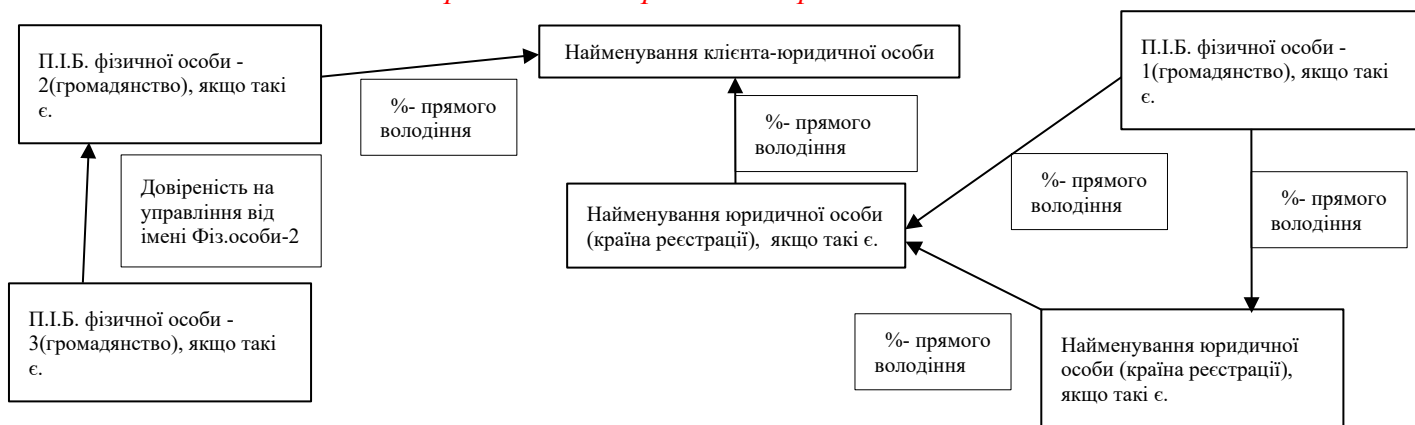 П.І.Б. фізичної особи -
2(громадянство), якщо такі
є.
Найменування клієнта-юридичної особи
П.І.Б. фізичної особи -
1(громадянство), якщо такі
є.
%- прямого
володіння
%- прямого
володіння
Довіреність на
управління від
імені Фіз.особи-2
Найменування юридичної особи
(країна реєстрації), якщо такі є.
%- прямого
володіння
%- прямого
володіння
П.І.Б. фізичної особи -
3(громадянство), якщо такі
є.
%- прямого
володіння
Найменування юридичної
особи (країна реєстрації),
якщо такі є.